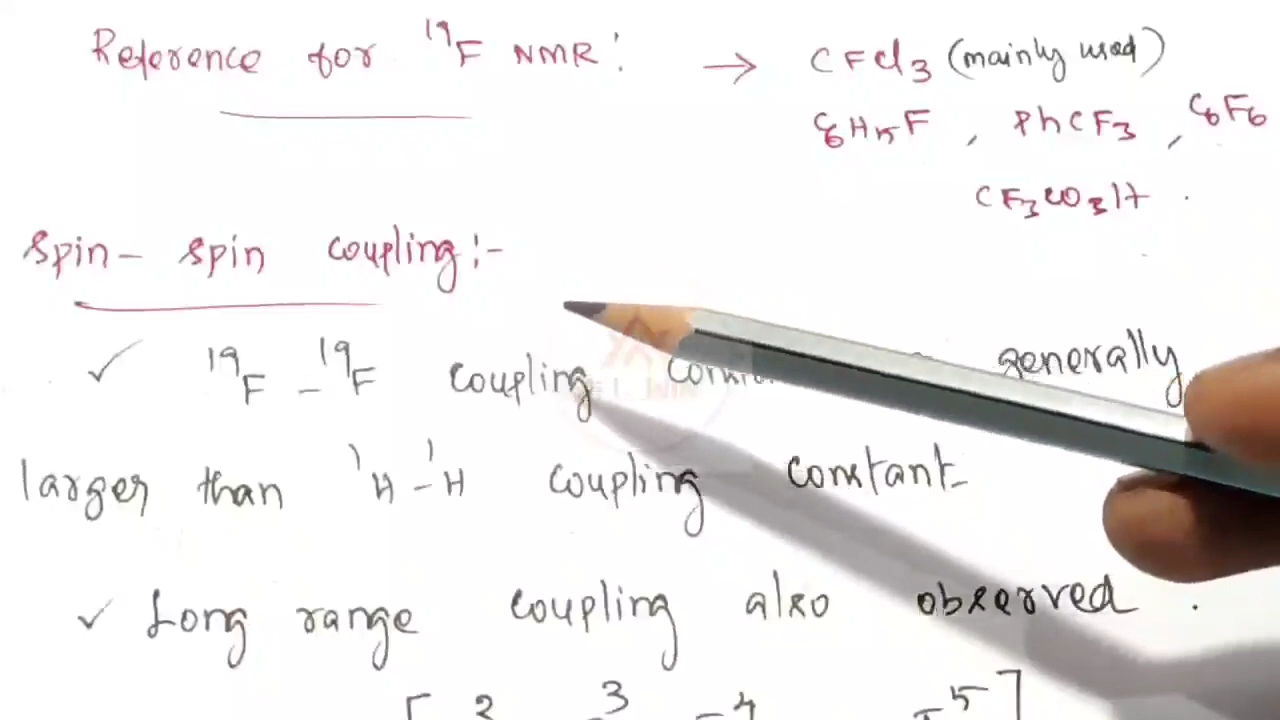 Reference for ¹⁹F NMR: → CFCl₃ (mainly used)
C₆H₅F, PhCF₃, C₆F₆
CF₃CO₃H.
Spin-spin coupling:-
✓ ¹⁹F-¹⁹F coupling generally
larger than ¹H-¹H coupling constant
✓ Long range coupling also observed.